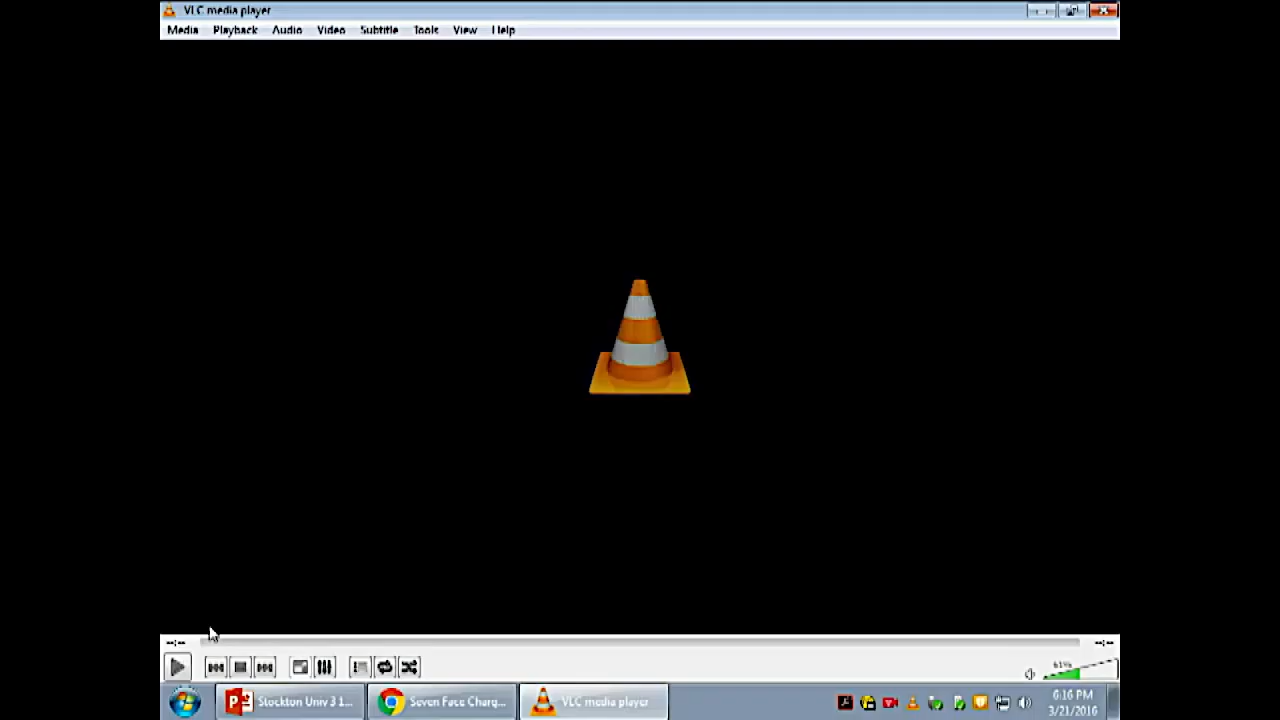 VLC media player
Media Playback Audio Video Subtitle Tools View Help
--:-- --:--
61%
Stockton Univ 3 1... Seven Face Charg... VLC media player
6:16 PM
3/21/2016